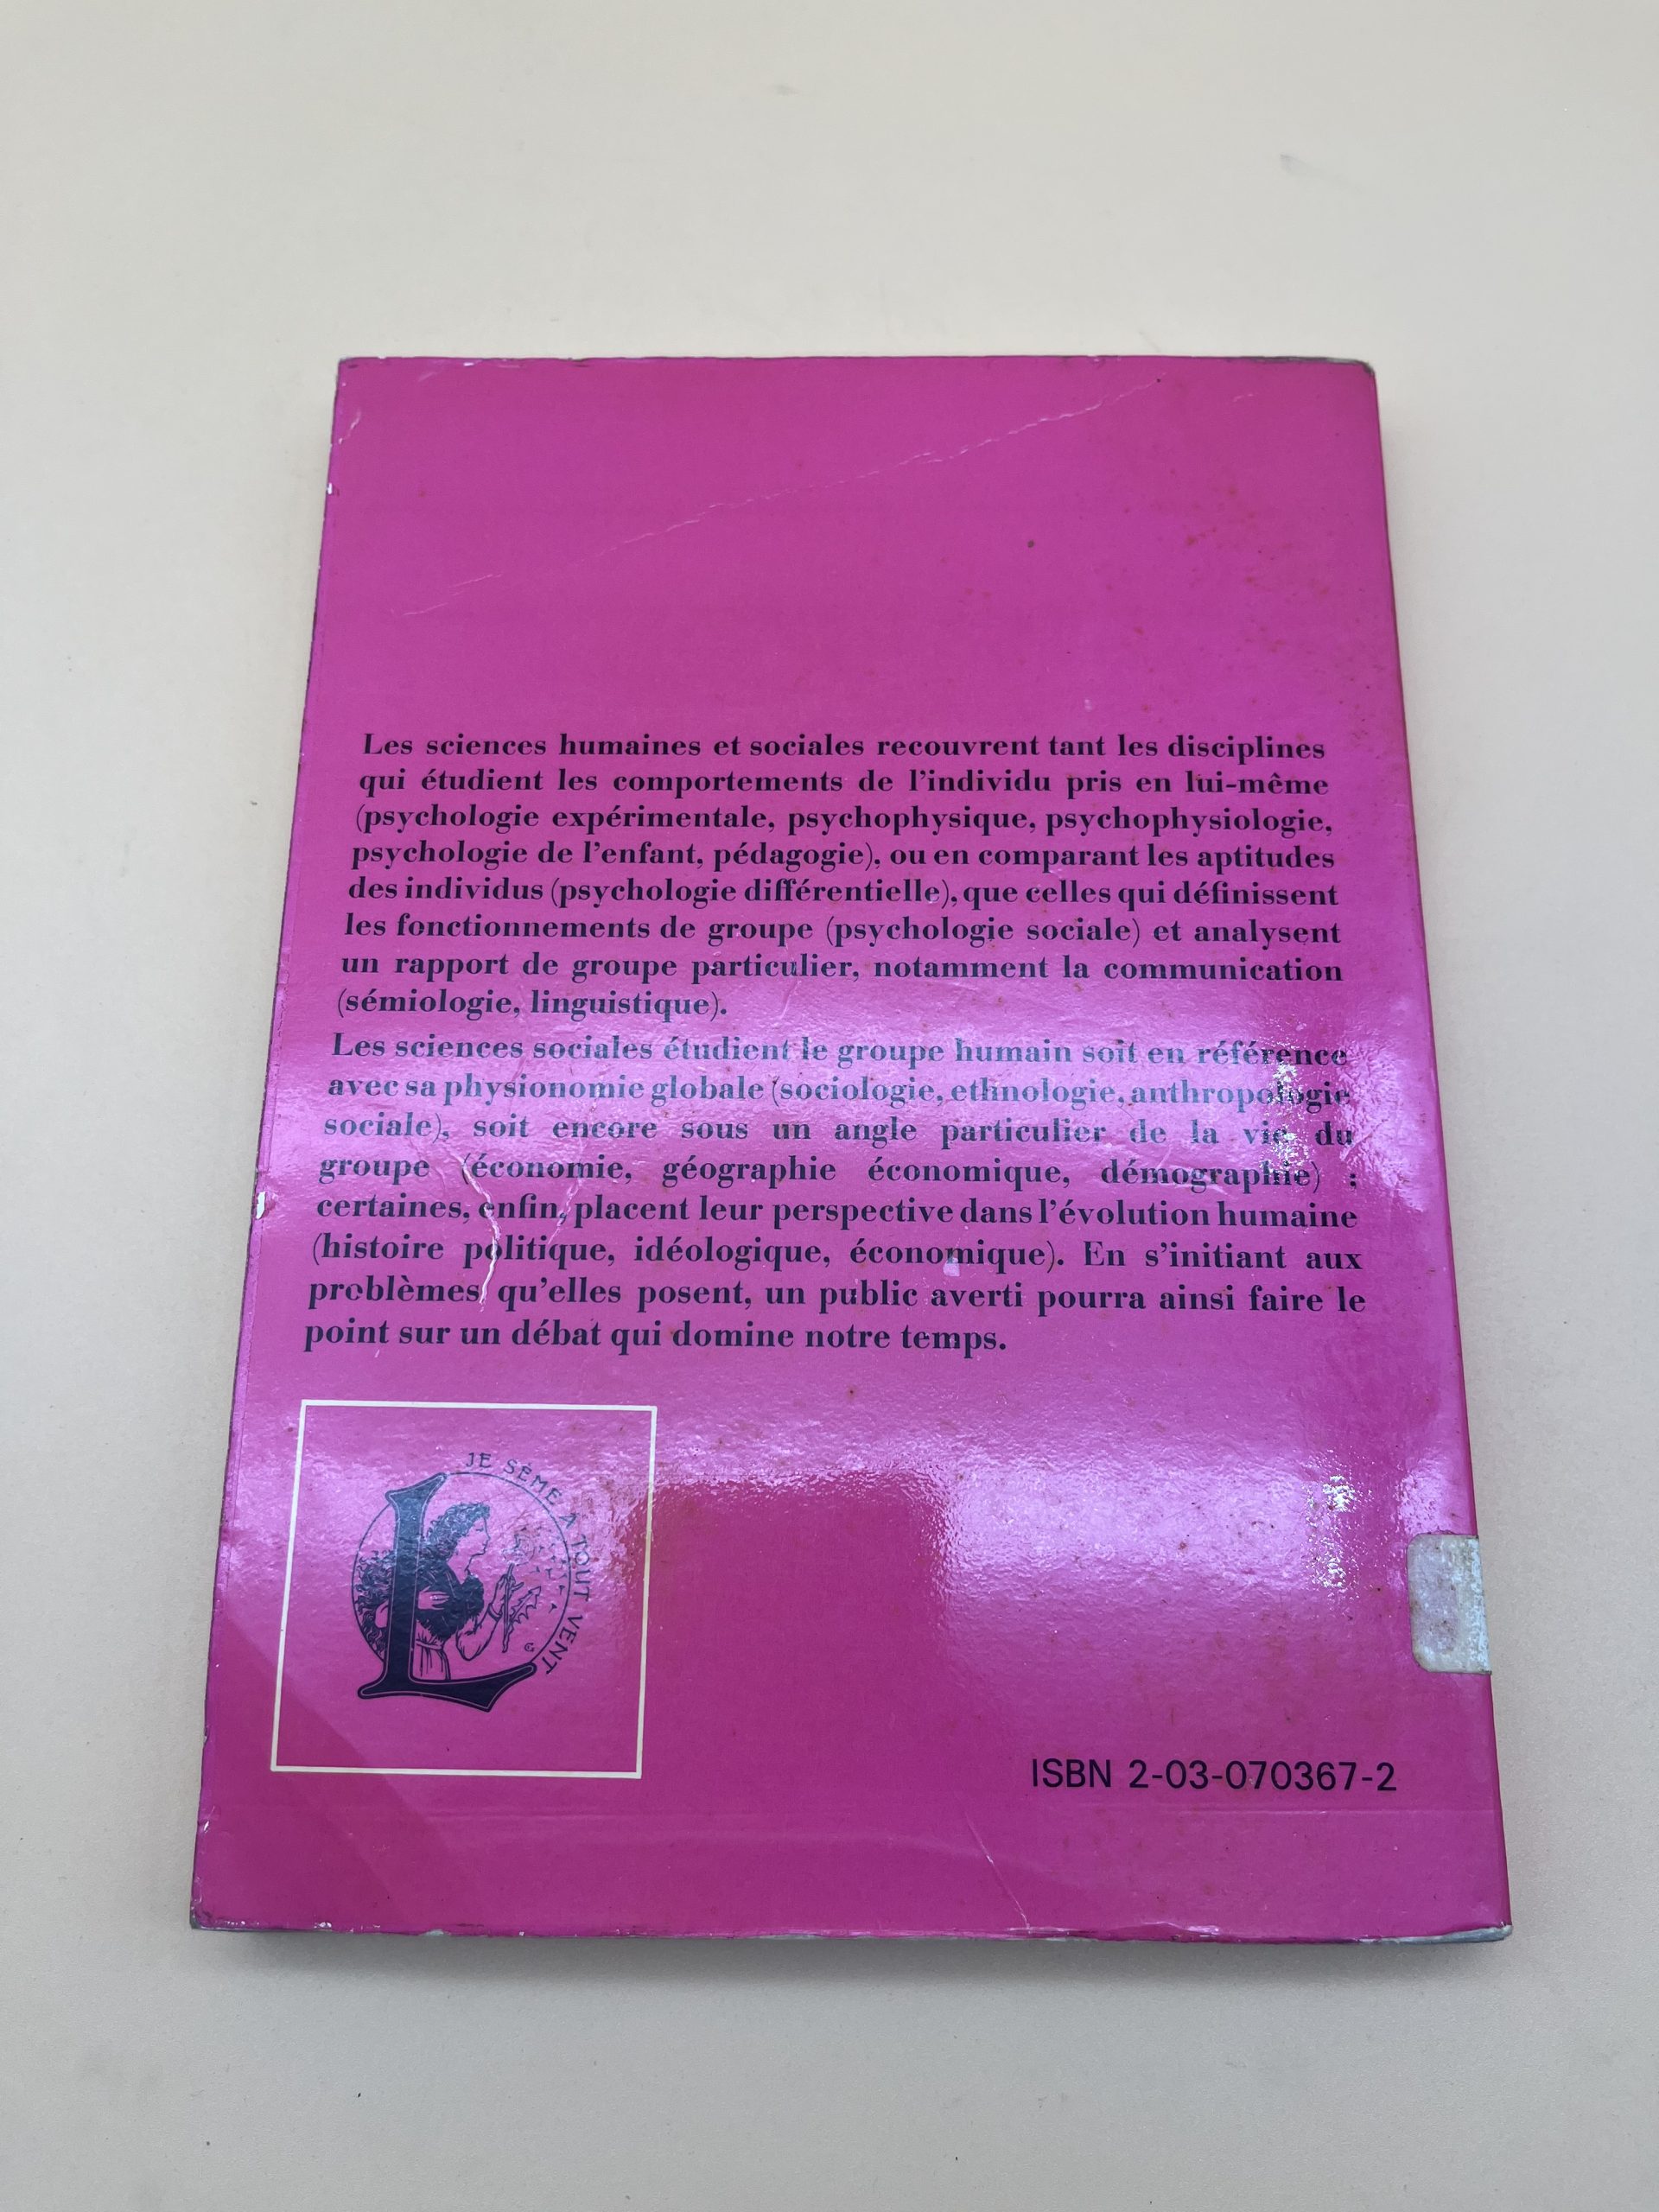 Les sciences humaines et sociales recouvrent tant les disciplines
qui étudient les comportements de l'individu pris en lui-même
(psychologie expérimentale, psychophysique, psychophysiologie,
psychologie de l'enfant, pédagogie), ou en comparant les aptitudes
des individus (psychologie différentielle), que celles qui définissent
les fonctionnements de groupe (psychologie sociale) et analysent
un rapport de groupe particulier, notamment la communication
(sémiologie, linguistique).
Les sciences sociales étudient le groupe humain soit en référence
avec sa physionomie globale (sociologie, ethnologie, anthropologie
sociale), soit encore sous un angle particulier de la vie du
groupe (économie, géographie économique, démographie) ;
certaines, enfin, placent leur perspective dans l'évolution humaine
(histoire politique, idéologique, économique). En s'initiant aux
problèmes qu'elles posent, un public averti pourra ainsi faire le
point sur un débat qui domine notre temps.
JE SÈME A TOUT VENT
L
ISBN 2-03-070367-2